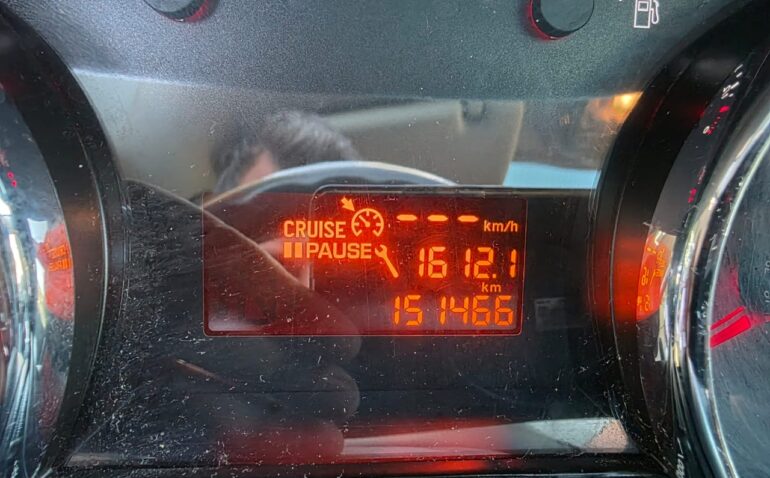 CRUISE --- km/h
PAUSE 1612.1
km
151466